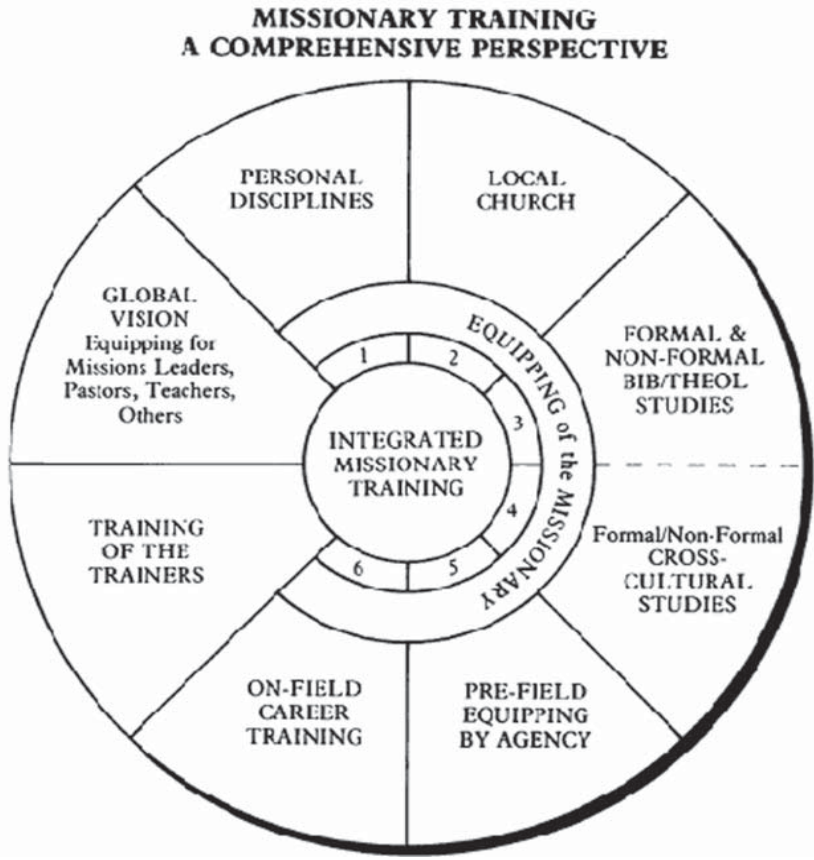 MISSIONARY TRAINING
A COMPREHENSIVE PERSPECTIVE
PERSONAL
DISCIPLINES
LOCAL
CHURCH
GLOBAL
VISION
Equipping for
Missions Leaders,
Pastors, Teachers,
Others
FORMAL &
NON-FORMAL
BIB/THEOL
STUDIES
EQUIPPING of the MISSIONARY
1
2
3
4
5
6
INTEGRATED
MISSIONARY
TRAINING
TRAINING
OF THE
TRAINERS
Formal/Non-Formal
CROSS-
CULTURAL
STUDIES
ON-FIELD
CAREER
TRAINING
PRE-FIELD
EQUIPPING
BY AGENCY